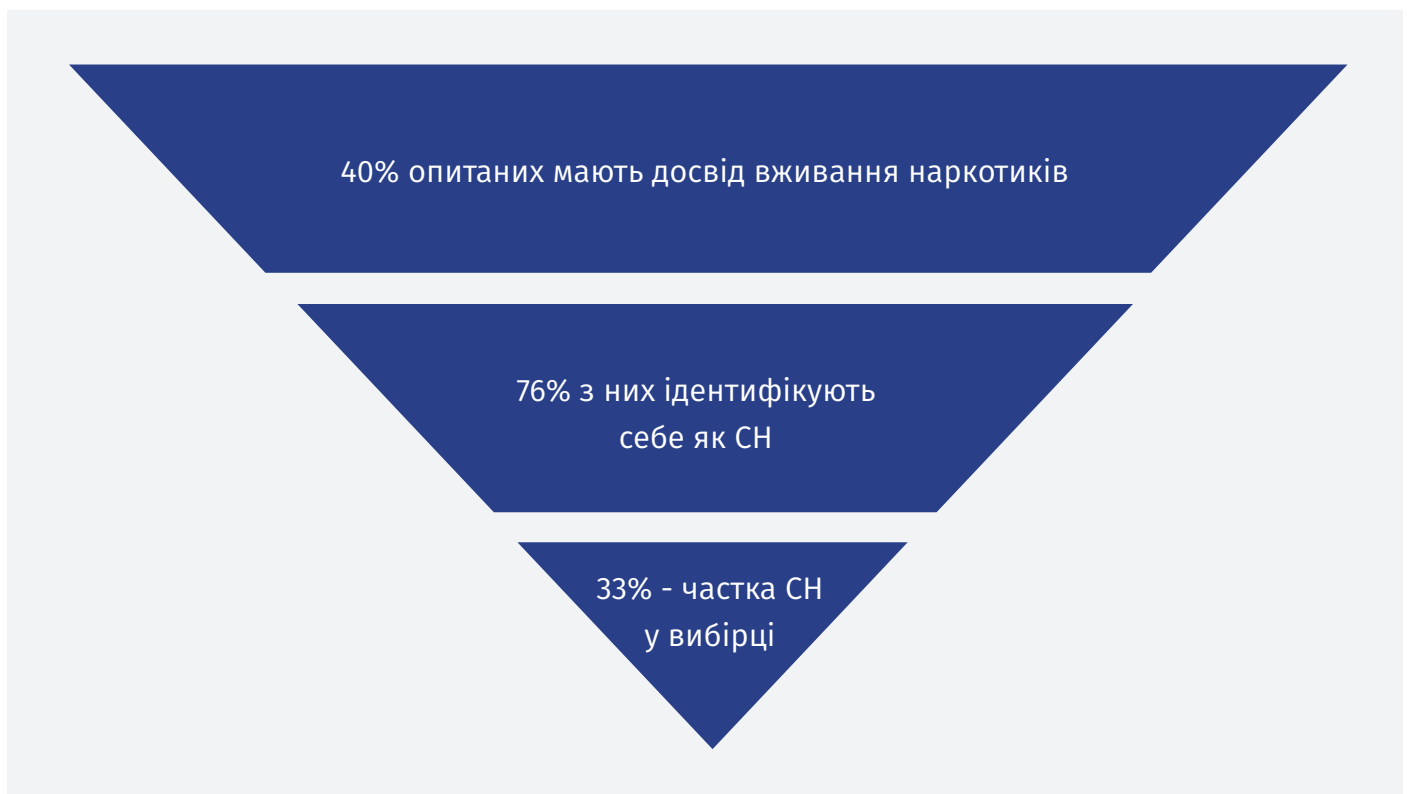 40% опитаних мають досвід вживання наркотиків
76% з них ідентифікують
себе як СН
33% - частка СН
у вибірці